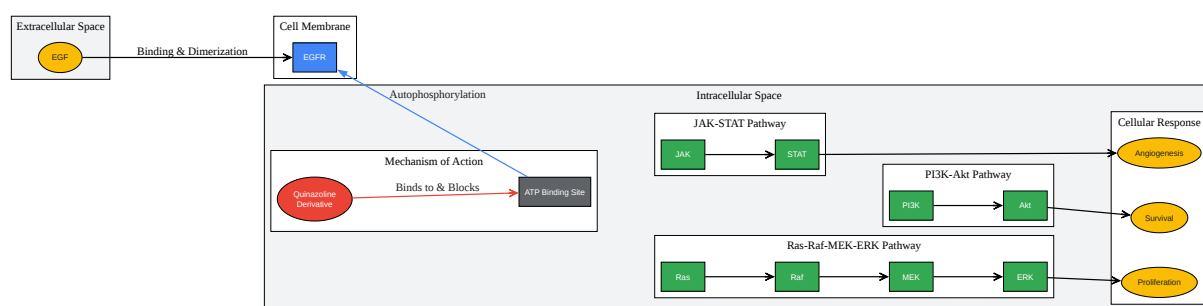 Extracellular Space
EGF
Binding & Dimerization
Cell Membrane
EGFR
Autophosphorylation
Intracellular Space
Mechanism of Action
Quinazoline
Derivative
Binds to & Blocks
ATP Binding Site
JAK-STAT Pathway
JAK
STAT
PI3K-Akt Pathway
PI3K
Akt
Ras-Raf-MEK-ERK Pathway
Ras
Raf
MEK
ERK
Cellular Response
Angiogenesis
Survival
Proliferation